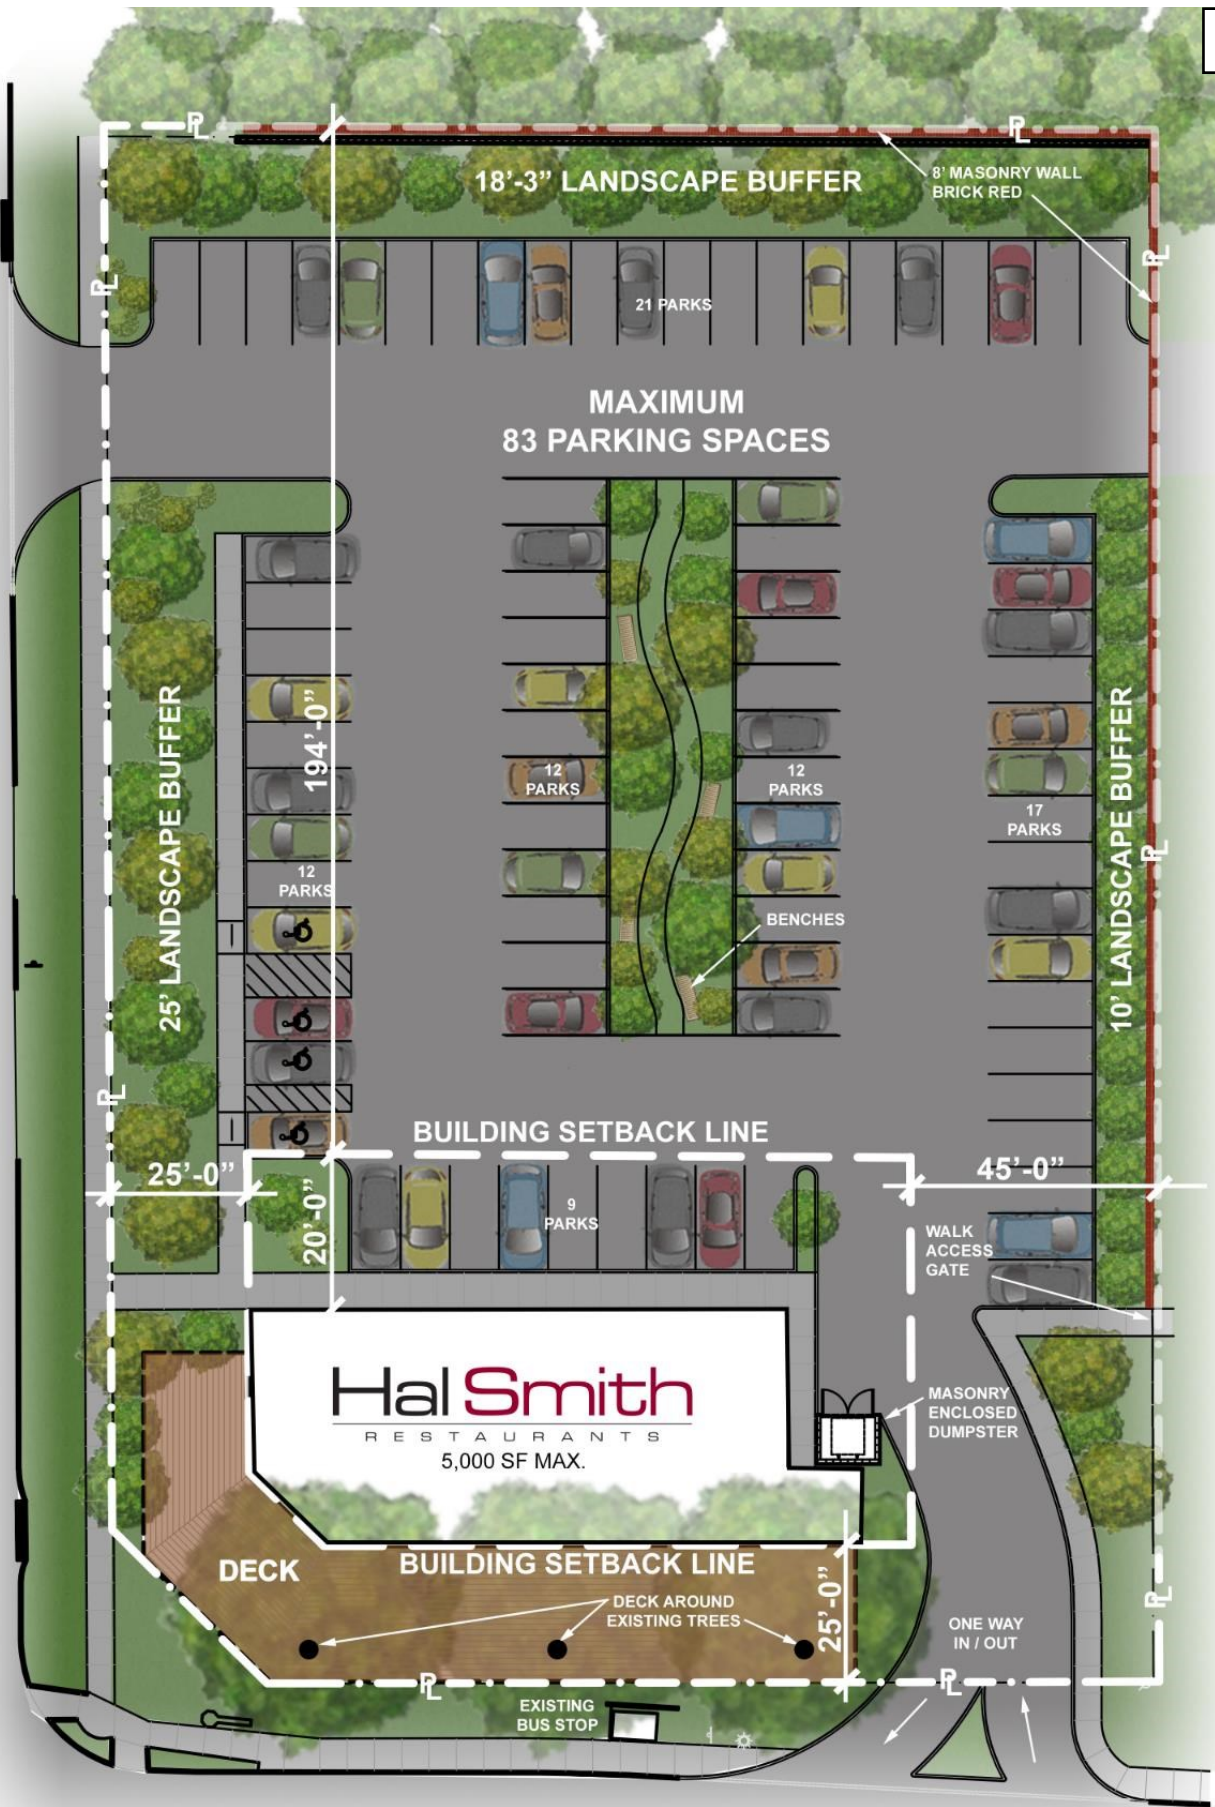 PL
PL
18'-3" LANDSCAPE BUFFER
8' MASONRY WALL
BRICK RED
PL
PL
21 PARKS
MAXIMUM
83 PARKING SPACES
194'-0"
25' LANDSCAPE BUFFER
12
PARKS
12
PARKS
12
PARKS
17
PARKS
10' LANDSCAPE BUFFER
PL
BENCHES
PL
BUILDING SETBACK LINE
25'-0"
45'-0"
20'-0"
9
PARKS
WALK
ACCESS
GATE
Hal Smith
RESTAURANTS
5,000 SF MAX.
MASONRY
ENCLOSED
DUMPSTER
DECK
BUILDING SETBACK LINE
25'-0"
DECK AROUND
EXISTING TREES
PL
ONE WAY
IN / OUT
PL
PL
EXISTING
BUS STOP